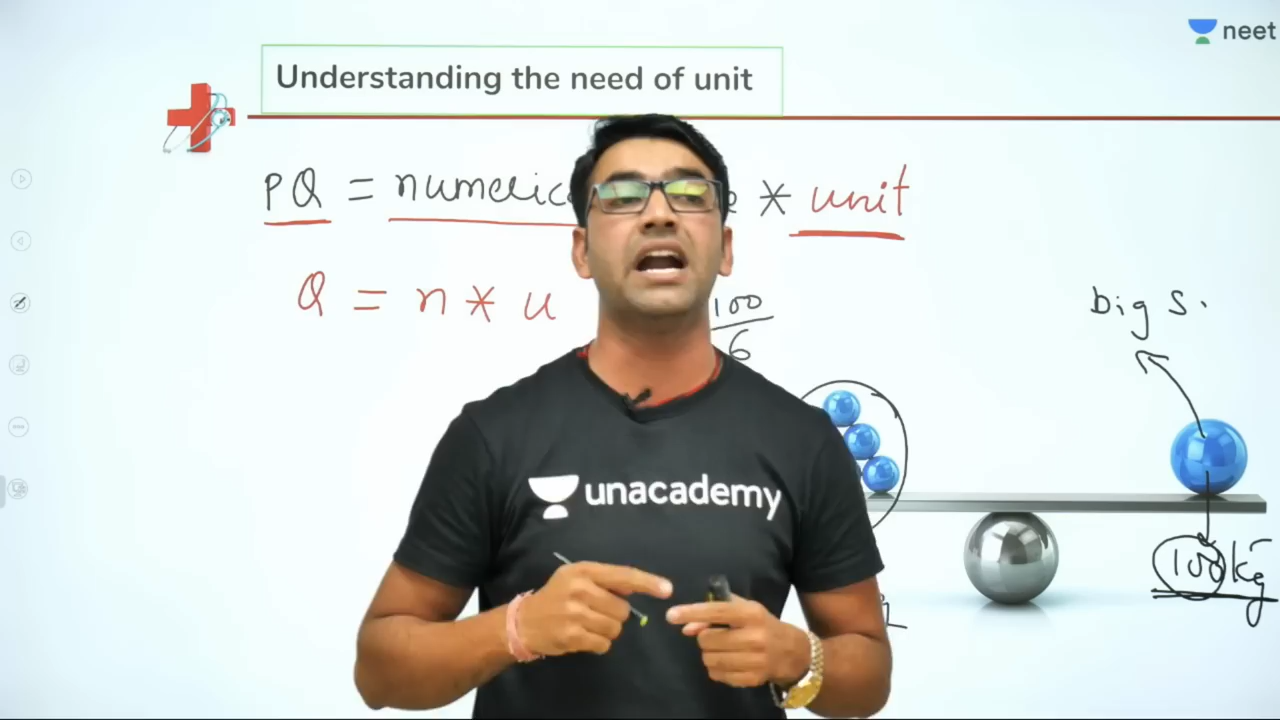 neet
Understanding the need of unit
PQ = numeric * unit
Q = n * u
100
6
big s.
unacademy
100kg